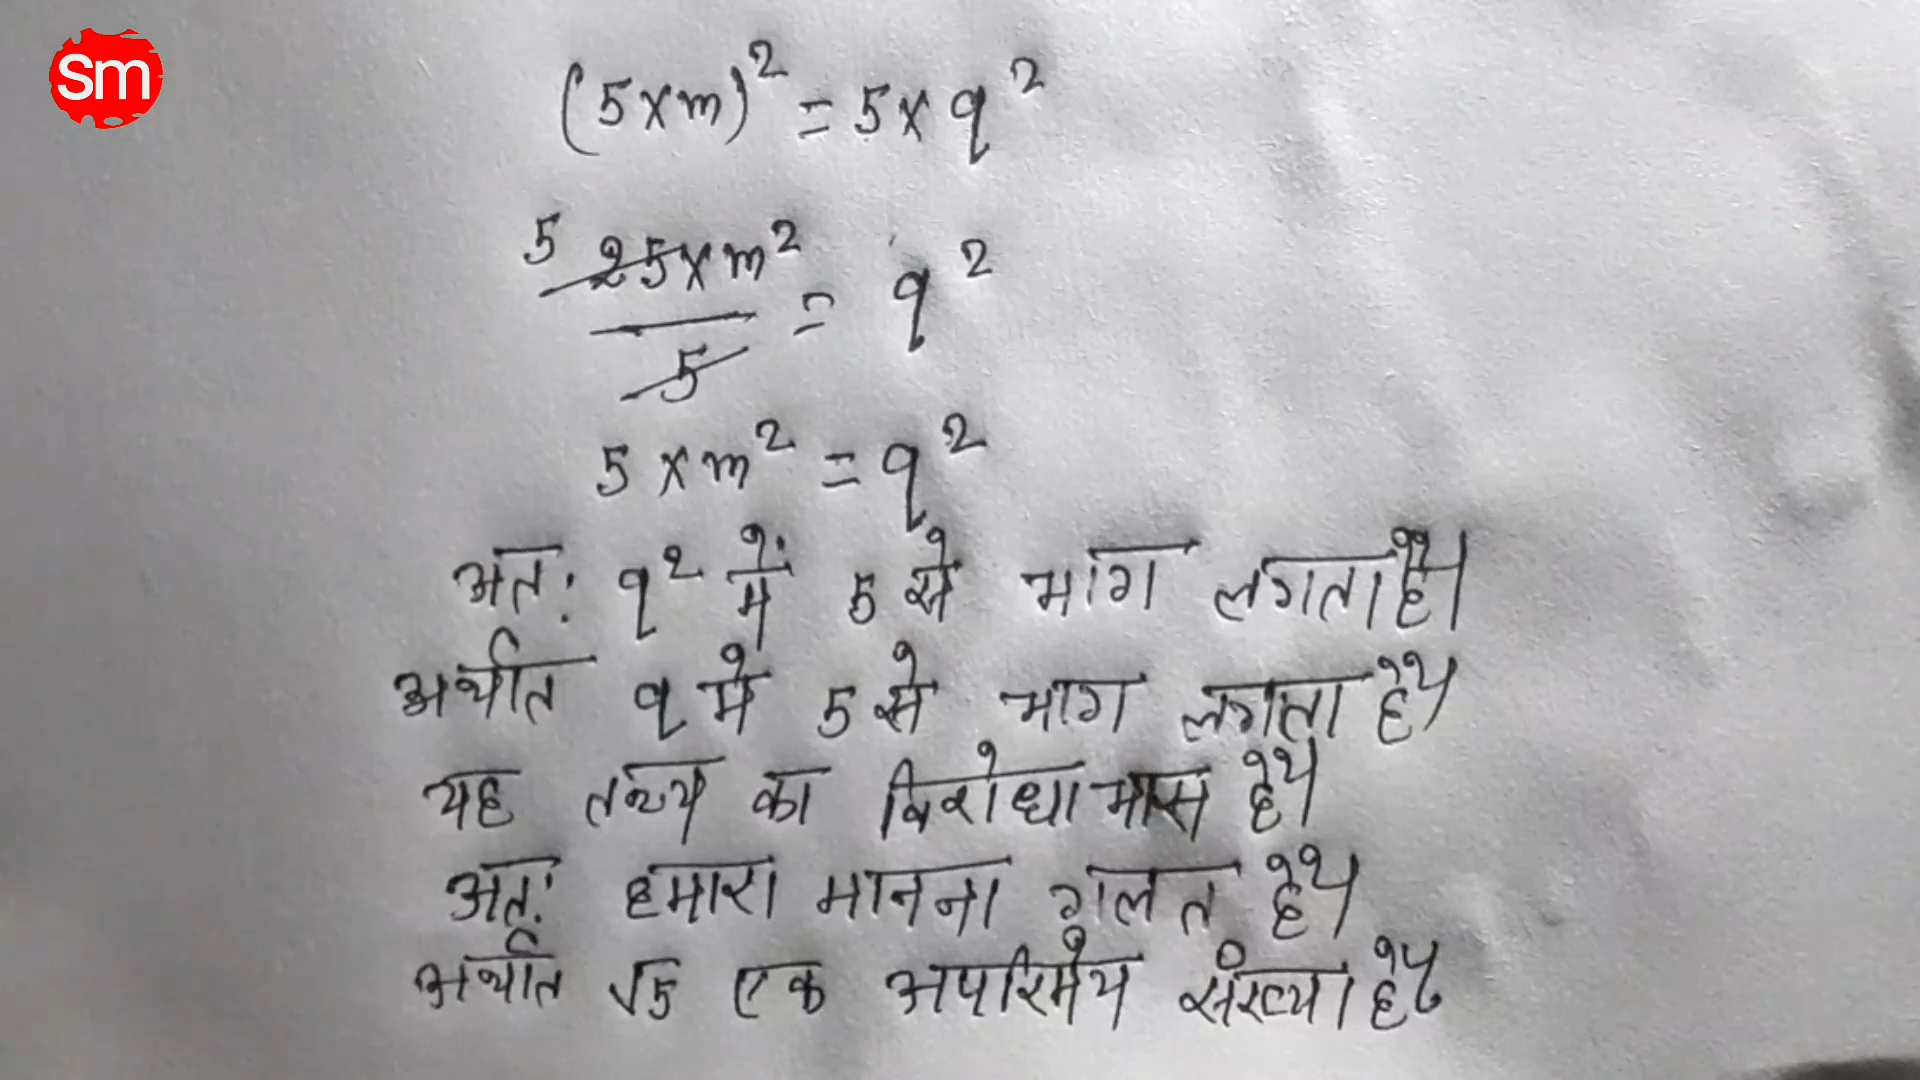 Sm
(5×m)² = 5×q²
5 25×m²
5
= q²
5×m² = q²
अतः q² में 5 से भाग लगता है।
अर्थात q मे 5 से भाग लगता है।
यह तथ्य का विरोधाभास है।
अतः हमारा मानना गलत है।
अर्थात √5 एक अपरिमेय संख्या है।